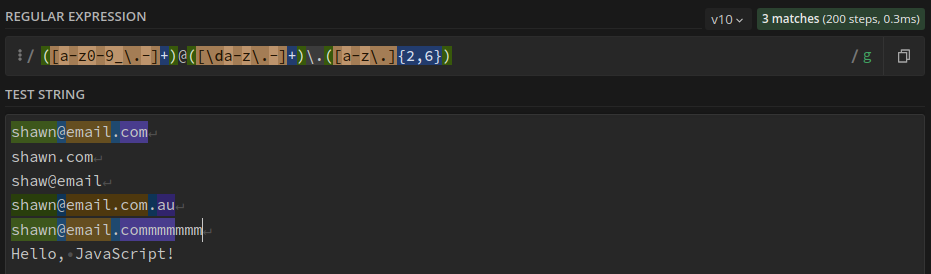 REGULAR EXPRESSION
v10
3 matches (200 steps, 0.3ms)
/ ([a-z0-9_\.-]+)@([\da-z\.-]+)\.([a-z\.]{2,6}) / g
TEST STRING
shawn@email.com↵
shawn.com↵
shaw@email↵
shawn@email.com.au↵
shawn@email.commmmmmmm↵
Hello,·JavaScript!